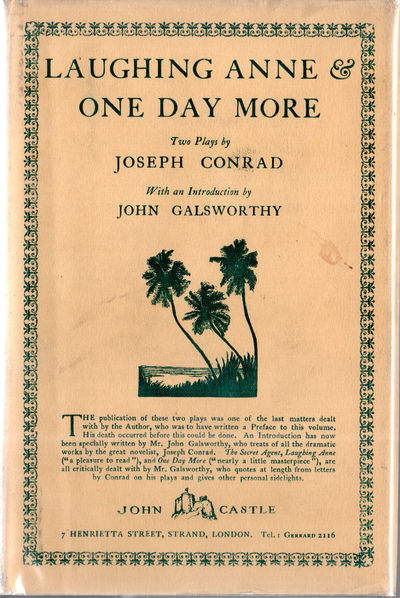 LAUGHING ANNE &
ONE DAY MORE
Two Plays by
JOSEPH CONRAD
With an Introduction by
JOHN GALSWORTHY
THE publication of these two plays was one of the last matters dealt
with by the Author, who was to have written a Preface to this volume.
His death occurred before this could be done. An Introduction has now
been specially written by Mr. John Galsworthy, who treats of all the dramatic
works by the great novelist, Joseph Conrad. The Secret Agent, Laughing Anne
("a pleasure to read"), and One Day More ("nearly a little masterpiece"), are
all critically dealt with by Mr. Galsworthy, who quotes at length from letters
by Conrad on his plays and gives other personal sidelights.
JOHN CASTLE
7 HENRIETTA STREET, STRAND, LONDON. Tel.: GERRARD 2116